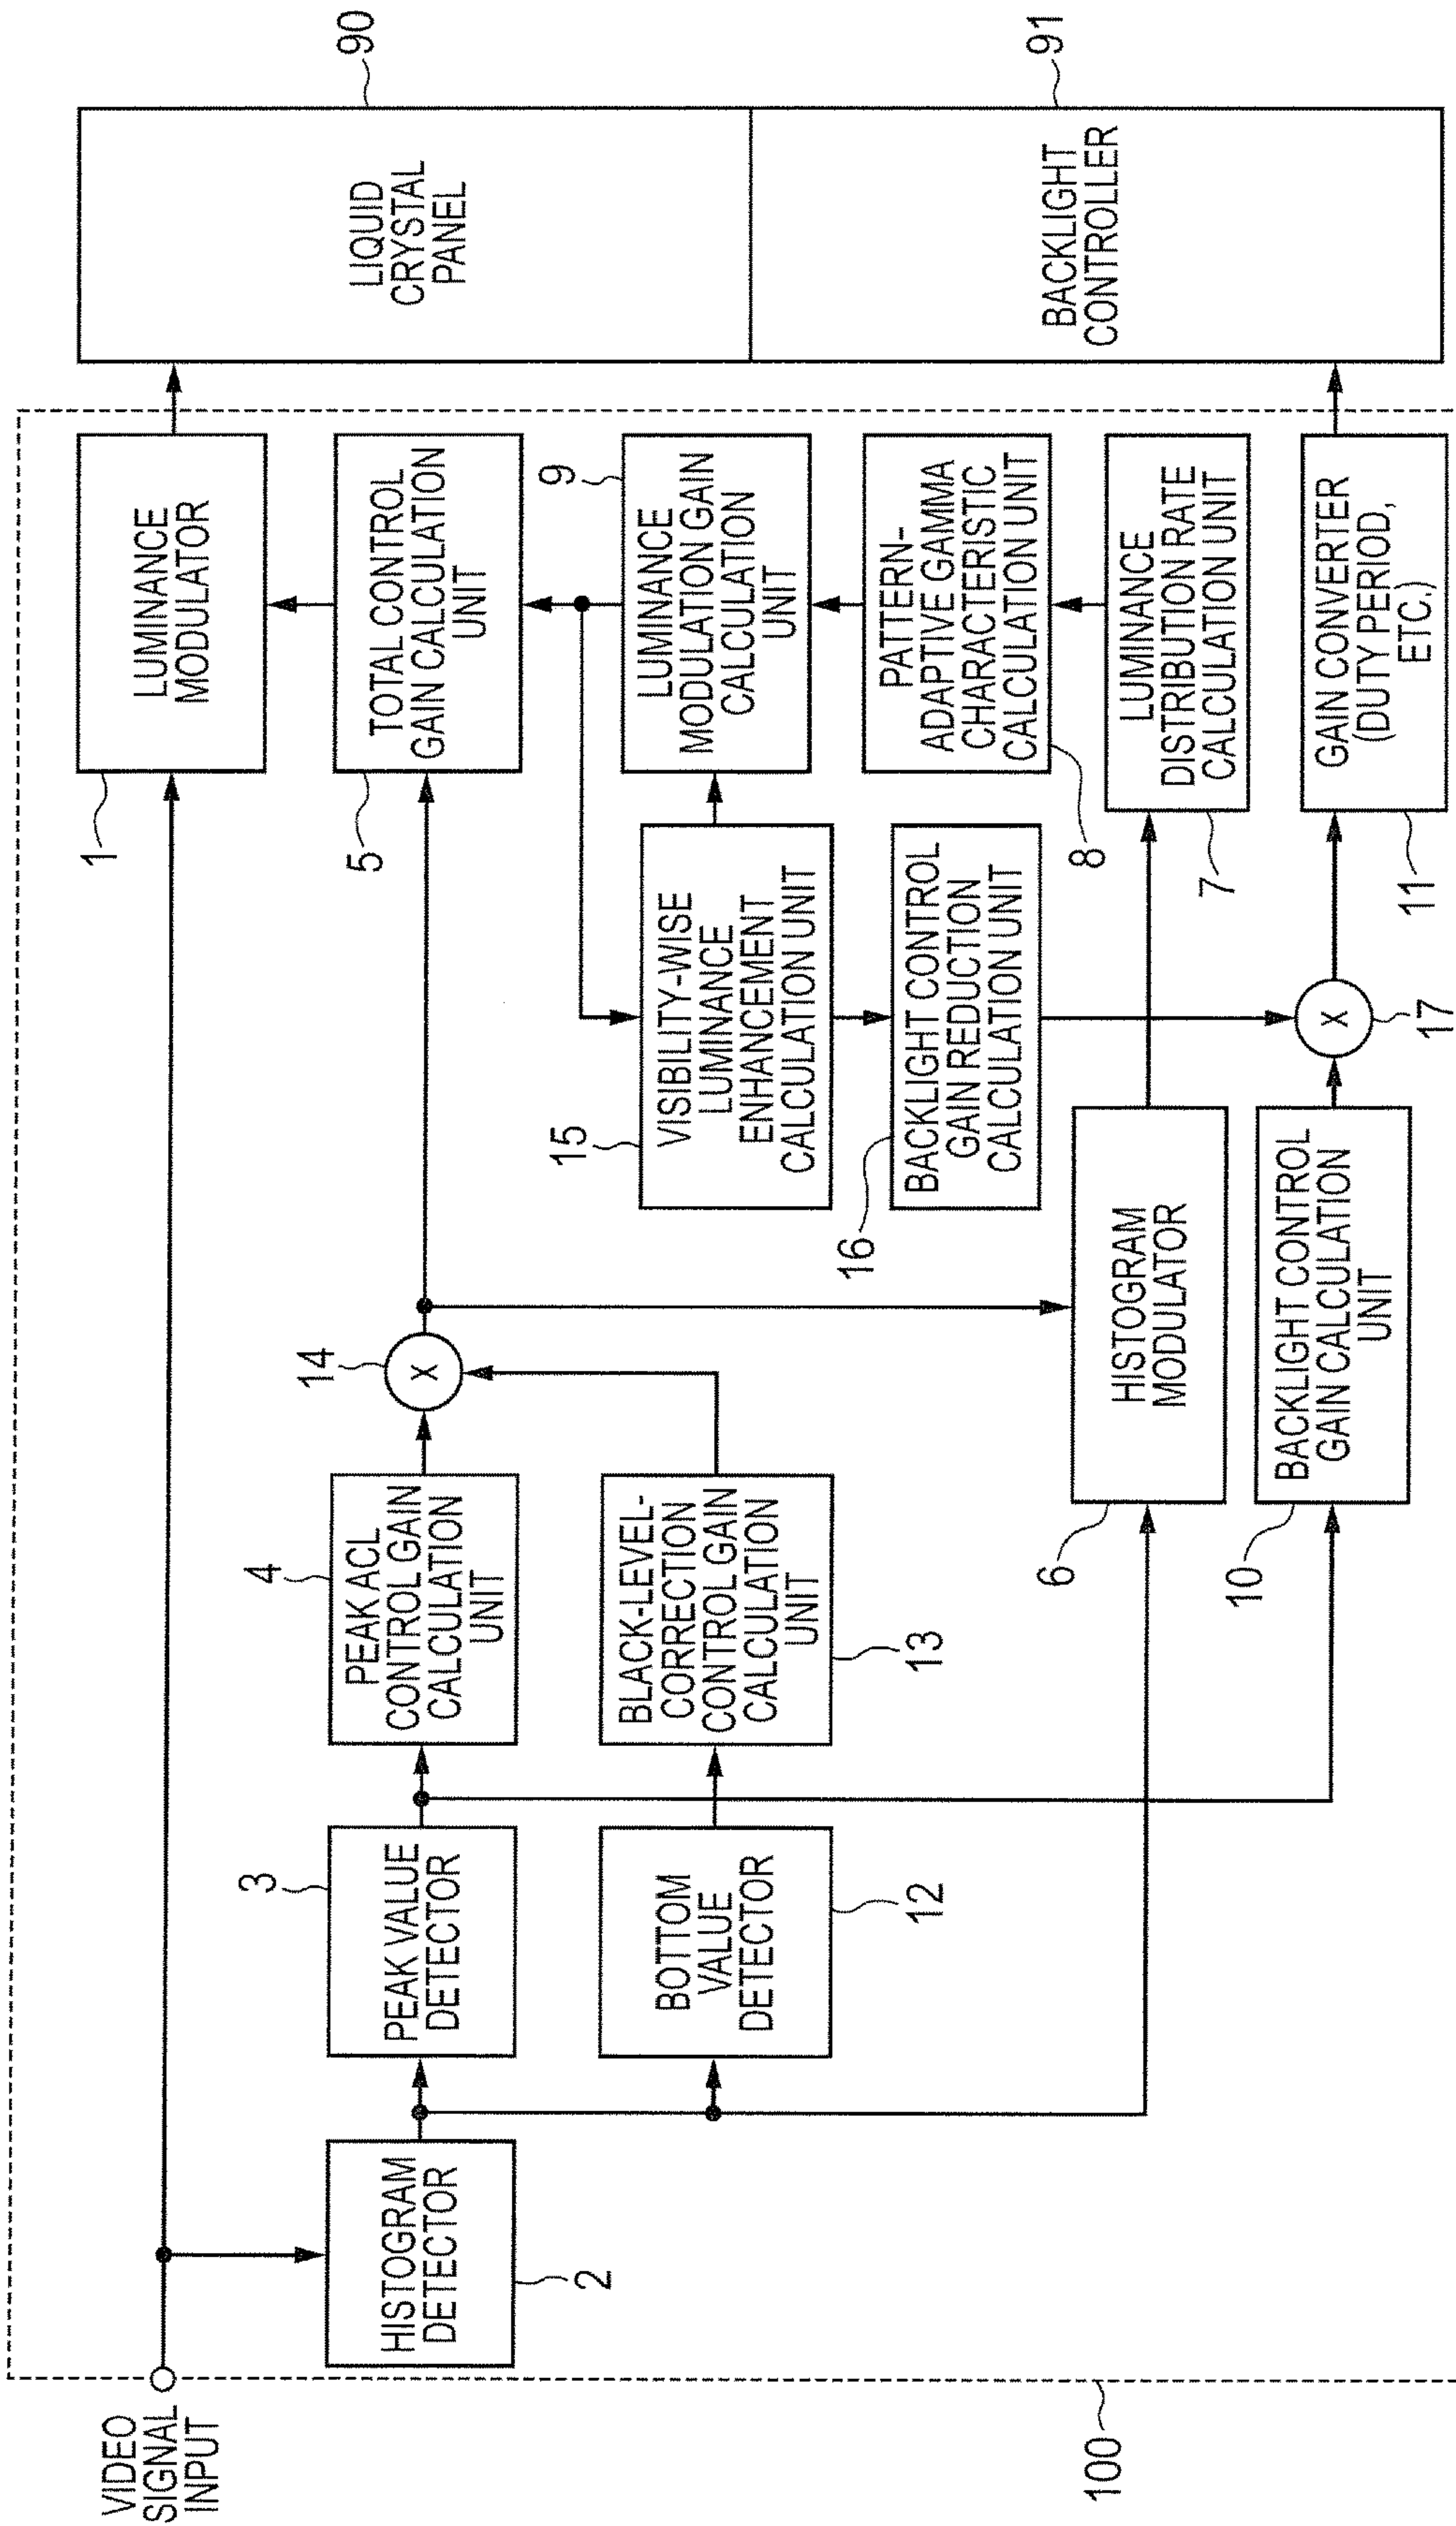 VIDEO
SIGNAL
INPUT
100
HISTOGRAM
DETECTOR
2
3
PEAK VALUE
DETECTOR
BOTTOM
VALUE
DETECTOR
12
4
PEAK ACL
CONTROL GAIN
CALCULATION
UNIT
BLACK-LEVEL-
CORRECTION
CONTROL GAIN
CALCULATION
UNIT
13
14
X
6
HISTOGRAM
MODULATOR
10
BACKLIGHT CONTROL
GAIN CALCULATION
UNIT
15
VISIBILITY-WISE
LUMINANCE
ENHANCEMENT
CALCULATION UNIT
16
BACKLIGHT CONTROL
GAIN REDUCTION
CALCULATION UNIT
X
17
1
LUMINANCE
MODULATOR
5
TOTAL CONTROL
GAIN CALCULATION
UNIT
9
LUMINANCE
MODULATION GAIN
CALCULATION
UNIT
PATTERN-
ADAPTIVE GAMMA
CHARACTERISTIC
CALCULATION UNIT
8
LUMINANCE
DISTRIBUTION RATE
CALCULATION UNIT
7
GAIN CONVERTER
(DUTY PERIOD,
ETC.)
11
LIQUID
CRYSTAL
PANEL
90
BACKLIGHT
CONTROLLER
91